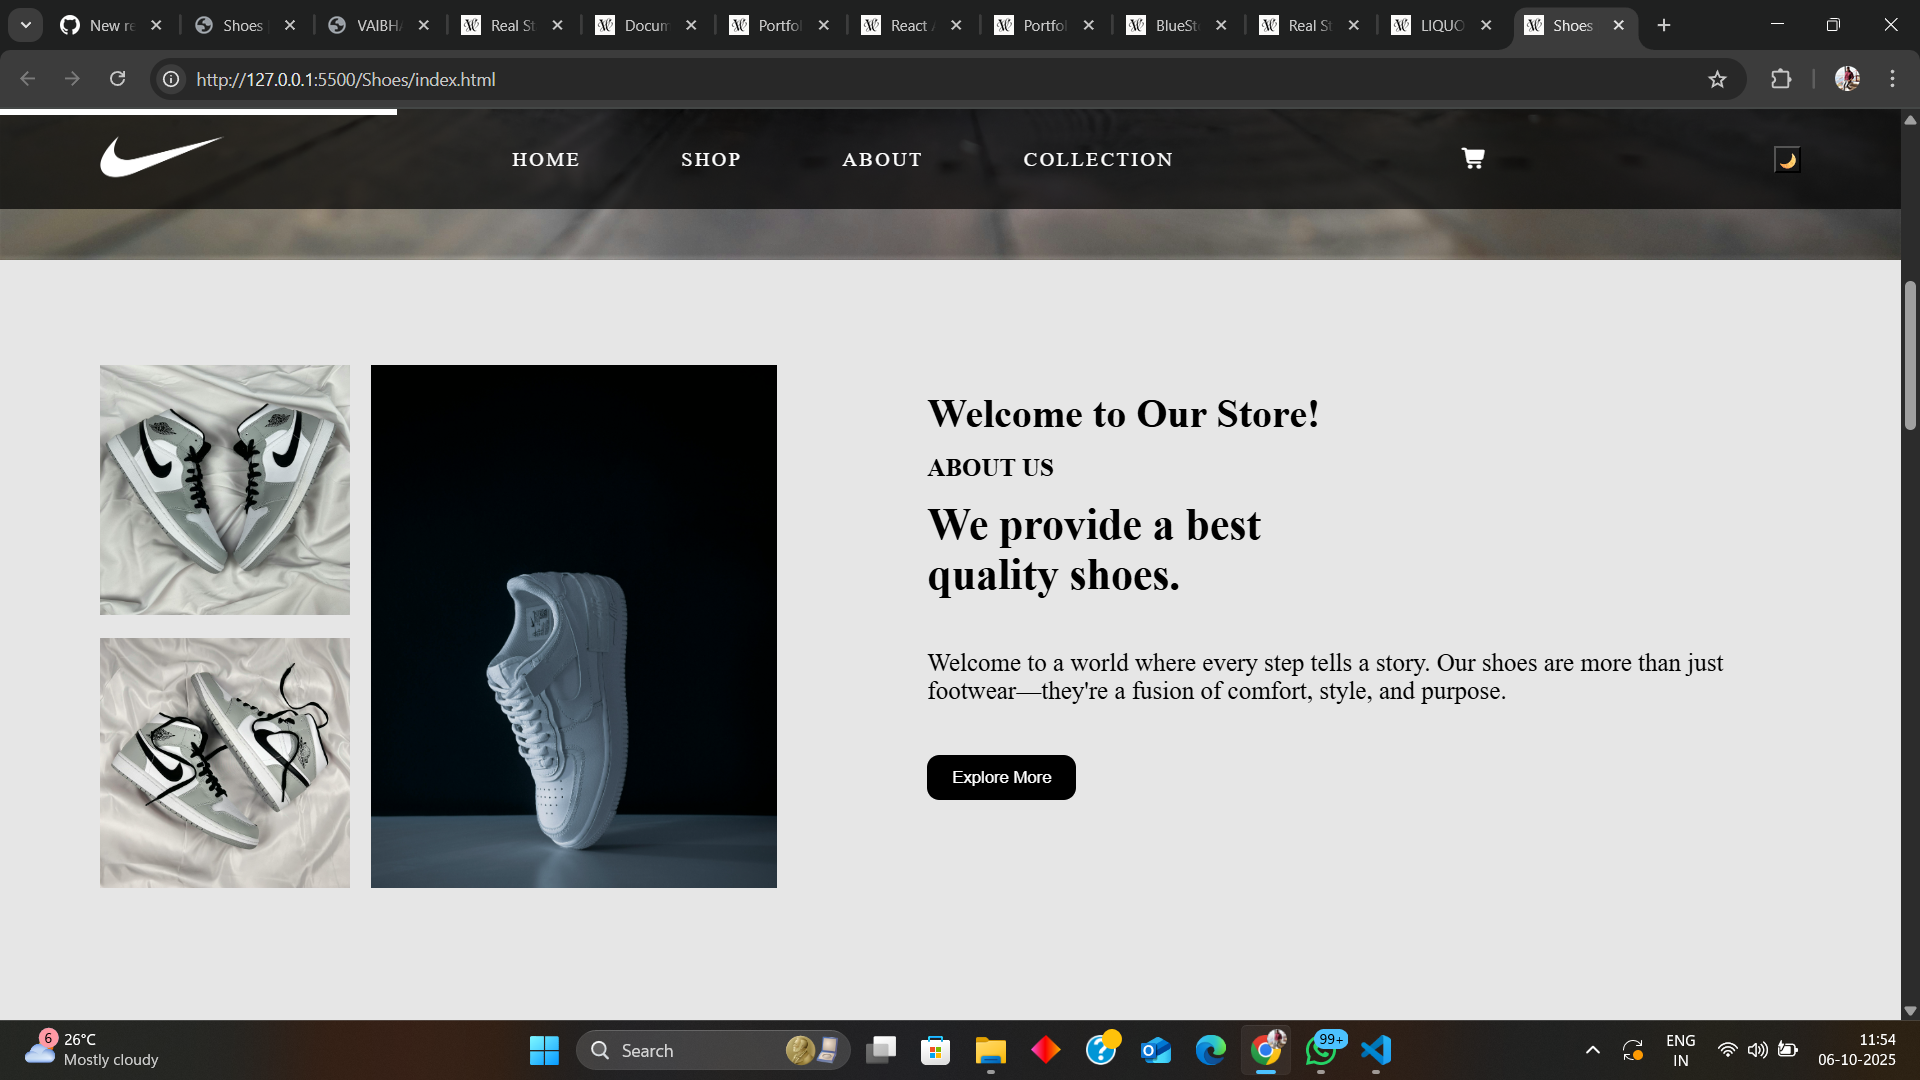 New re
Shoes
VAIBH
Real St
Docum
Portfol
React
Portfol
BlueSt
Real St
LIQUO
Shoes
http://127.0.0.1:5500/Shoes/index.html
HOME
SHOP
ABOUT
COLLECTION
Welcome to Our Store!
ABOUT US
We provide a best
quality shoes.
Welcome to a world where every step tells a story. Our shoes are more than just
footwear—they're a fusion of comfort, style, and purpose.
Explore More
6
26°C
Mostly cloudy
Search
99+
ENG
IN
11:54
06-10-2025